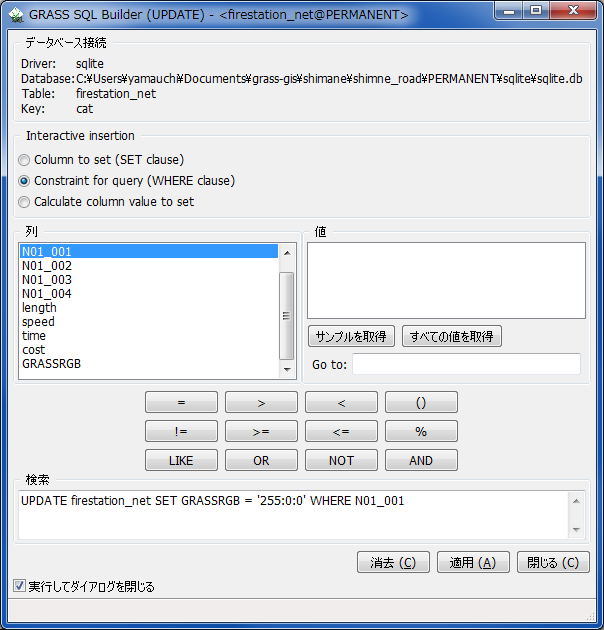 GRASS SQL Builder (UPDATE) - <firestation_net@PERMANENT>
データベース接続
Driver: sqlite
Database:C:¥Users¥yamauchi¥Documents¥grass-gis¥shimane¥shimne_road¥PERMANENT¥sqlite¥sqlite.db
Table: firestation_net
Key: cat
Interactive insertion
Column to set (SET clause)
Constraint for query (WHERE clause)
Calculate column value to set
列
N01_001
N01_002
N01_003
N01_004
length
speed
time
cost
GRASSRGB
値
サンプルを取得 すべての値を取得
Go to:
= > < ()
!= >= <= %
LIKE OR NOT AND
検索
UPDATE firestation_net SET GRASSRGB = '255:0:0' WHERE N01_001
消去 (C) 適用 (A) 閉じる (C)
実行してダイアログを閉じる